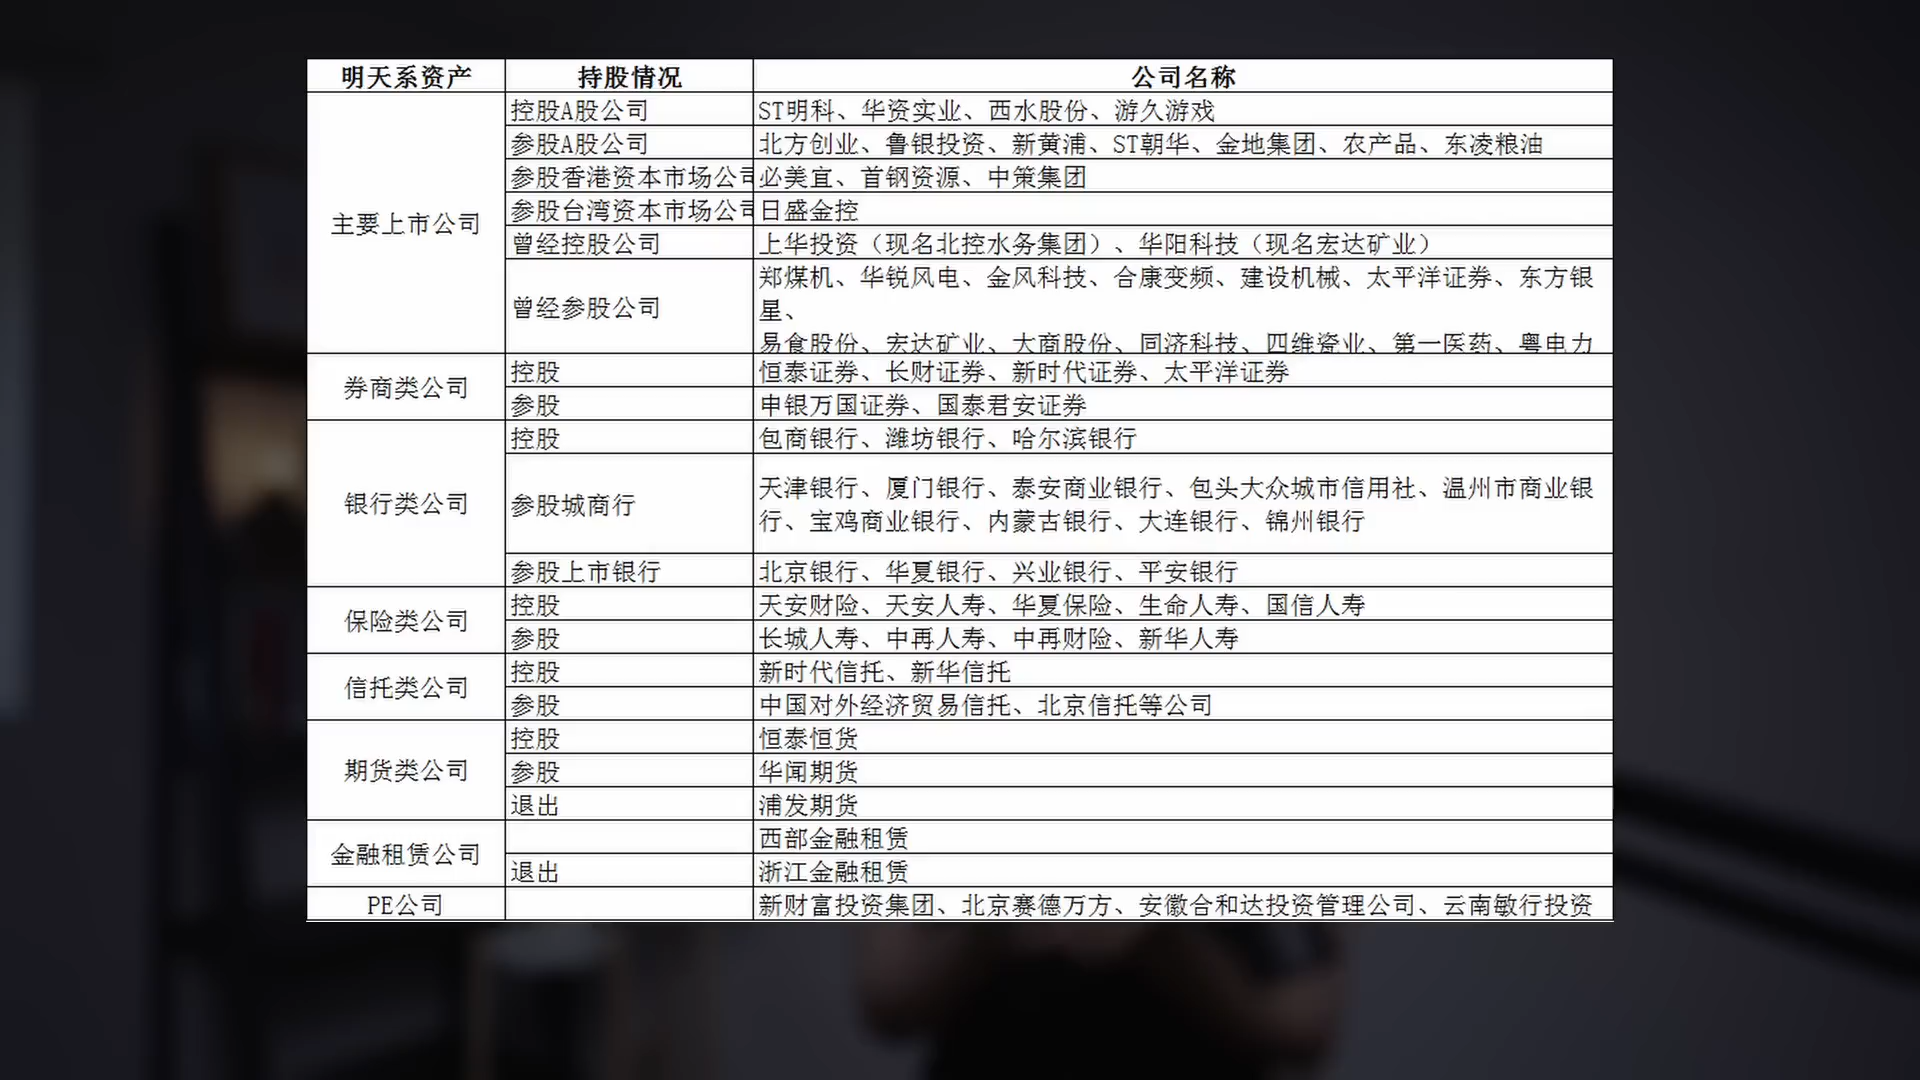 明天系资产 持股情况 公司名称
主要上市公司
控股A股公司 ST明科、华资实业、西水股份、游久游戏
参股A股公司 北方创业、鲁银投资、新黄浦、ST朝华、金地集团、农产品、东凌粮油
参股香港资本市场公司 必美宜、首钢资源、中策集团
参股台湾资本市场公司 日盛金控
曾经控股公司 上华投资（现名北控水务集团）、华阳科技（现名宏达矿业）
曾经参股公司 郑煤机、华锐风电、金风科技、合康变频、建设机械、太平洋证券、东方银
星、
易食股份、宏达矿业、大商股份、同济科技、四维瓷业、第一医药、粤电力
券商类公司
控股 恒泰证券、长财证券、新时代证券、太平洋证券
参股 申银万国证券、国泰君安证券
银行类公司
控股 包商银行、潍坊银行、哈尔滨银行
参股城商行 天津银行、厦门银行、泰安商业银行、包头大众城市信用社、温州市商业银
行、宝鸡商业银行、内蒙古银行、大连银行、锦州银行
参股上市银行 北京银行、华夏银行、兴业银行、平安银行
保险类公司
控股 天安财险、天安人寿、华夏保险、生命人寿、国信人寿
参股 长城人寿、中再人寿、中再财险、新华人寿
信托类公司
控股 新时代信托、新华信托
参股 中国对外经济贸易信托、北京信托等公司
期货类公司
控股 恒泰恒货
参股 华闻期货
退出 浦发期货
金融租赁公司
西部金融租赁
退出 浙江金融租赁
PE公司 新财富投资集团、北京赛德万方、安徽合和达投资管理公司、云南敏行投资